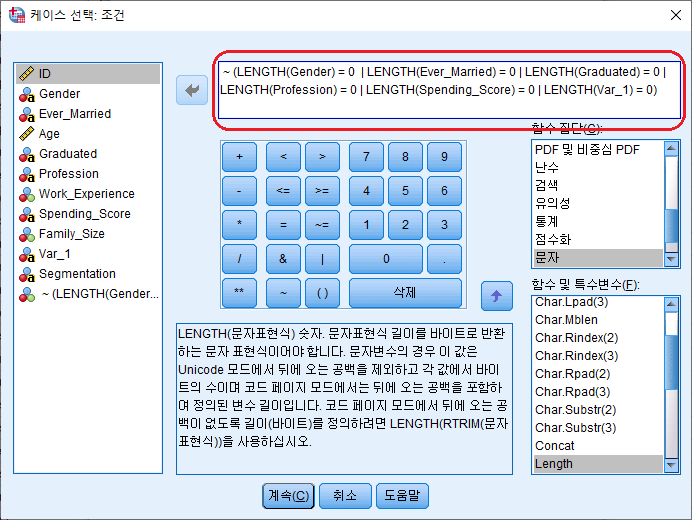 케이스 선택: 조건
ID
Gender
Ever_Married
Age
Graduated
Profession
Work_Experience
Spending_Score
Family_Size
Var_1
Segmentation
~ (LENGTH(Gender...
~ (LENGTH(Gender) = 0 | LENGTH(Ever_Married) = 0 | LENGTH(Graduated) = 0 |
LENGTH(Profession) = 0 | LENGTH(Spending_Score) = 0 | LENGTH(Var_1) = 0)
+ < > 7 8 9
- <= >= 4 5 6
* = ~= 1 2 3
/ & | 0 .
** ~ ( ) 삭제
함수 집단(C):
PDF 및 비중심 PDF
난수
검색
유의성
통계
점수화
문자
함수 및 특수변수(F):
Char.Lpad(3)
Char.Mblen
Char.Rindex(2)
Char.Rindex(3)
Char.Rpad(2)
Char.Rpad(3)
Char.Substr(2)
Char.Substr(3)
Concat
Length
LENGTH(문자표현식) 숫자. 문자표현식 길이를 바이트로 반환
하는 문자 표현식이어야 합니다. 문자변수의 경우 이 값은
Unicode 모드에서 뒤에 오는 공백을 제외하고 각 값에서 바이
트의 수이며 코드 페이지 모드에서는 뒤에 오는 공백을 포함하
여 정의된 변수 길이입니다. 코드 페이지 모드에서 뒤에 오는 공
백이 없도록 길이(바이트)를 정의하려면 LENGTH(RTRIM(문자
표현식))을 사용하십시오.
계속(C) 취소 도움말